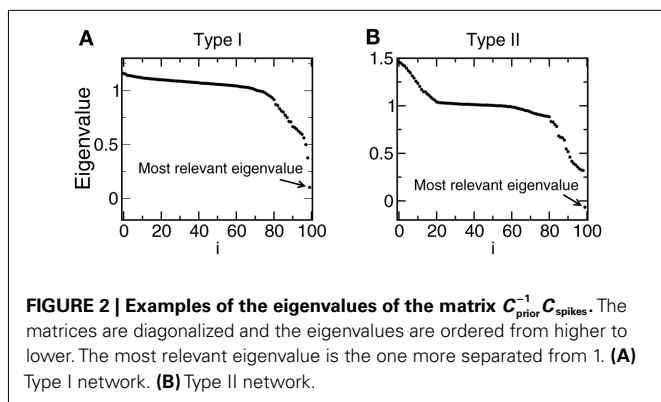 A Type I B Type II
Eigenvalue
1
0.5
0
Most relevant eigenvalue
0 20 40 60 80 100
i
1.5
1
0.5
0
Most relevant eigenvalue
0 20 40 60 80 100
i
FIGURE 2 | Examples of the eigenvalues of the matrix C⁻¹prior Cspikes. The
matrices are diagonalized and the eigenvalues are ordered from higher to
lower. The most relevant eigenvalue is the one more separated from 1. (A)
Type I network. (B) Type II network.